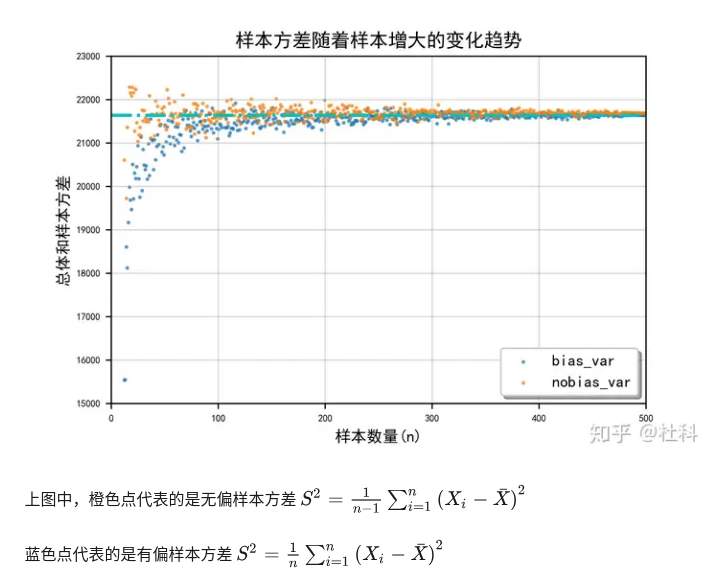 样本方差随着样本增大的变化趋势
23000
22000
21000
20000
19000
18000
17000
16000
15000
总体和样本方差
bias_var
nobias_var
0 100 200 300 400 500
样本数量(n)
知乎 @杜科
上图中，橙色点代表的是无偏样本方差 S² = \frac{1}{n-1} \sum_{i=1}^{n} (X_i − \bar{X})²
蓝色点代表的是有偏样本方差 S² = \frac{1}{n} \sum_{i=1}^{n} (X_i − \bar{X})²